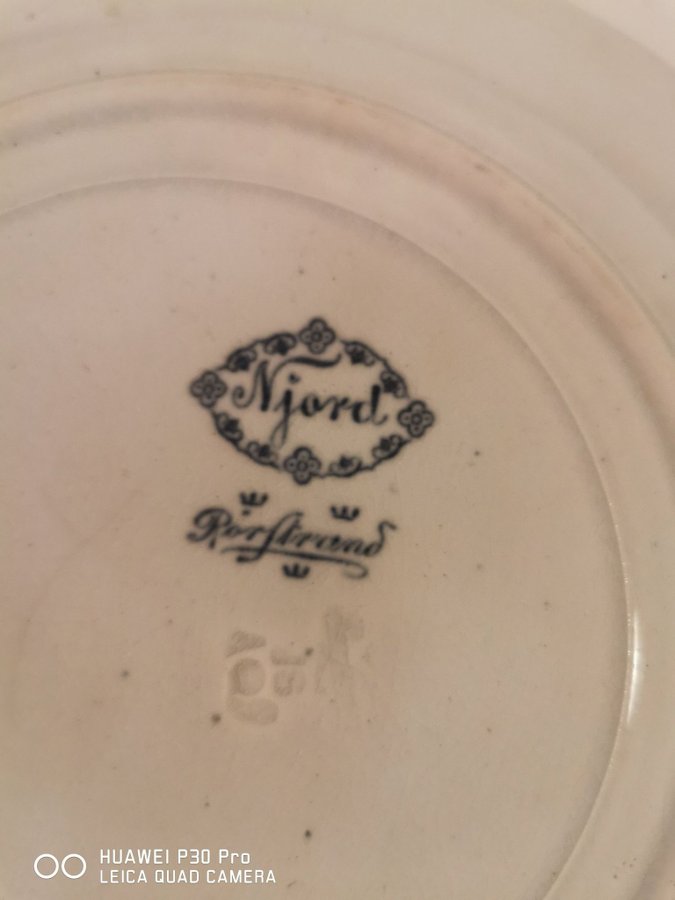 Njord
Rörstrand
HUAWEI P30 Pro
LEICA QUAD CAMERA